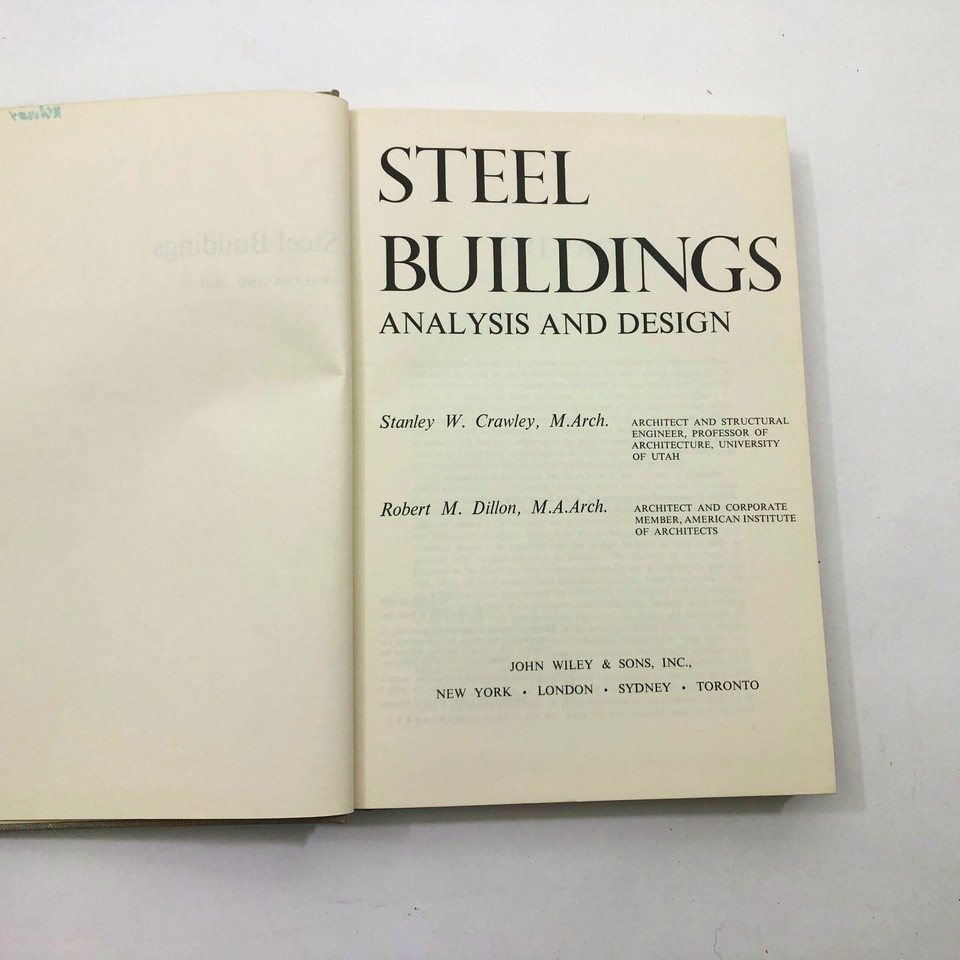 STEEL
BUILDINGS
ANALYSIS AND DESIGN
Stanley W. Crawley, M.Arch.
ARCHITECT AND STRUCTURAL
ENGINEER, PROFESSOR OF
ARCHITECTURE, UNIVERSITY
OF UTAH
Robert M. Dillon, M.A.Arch.
ARCHITECT AND CORPORATE
MEMBER, AMERICAN INSTITUTE
OF ARCHITECTS
JOHN WILEY & SONS, INC.,
NEW YORK • LONDON • SYDNEY • TORONTO